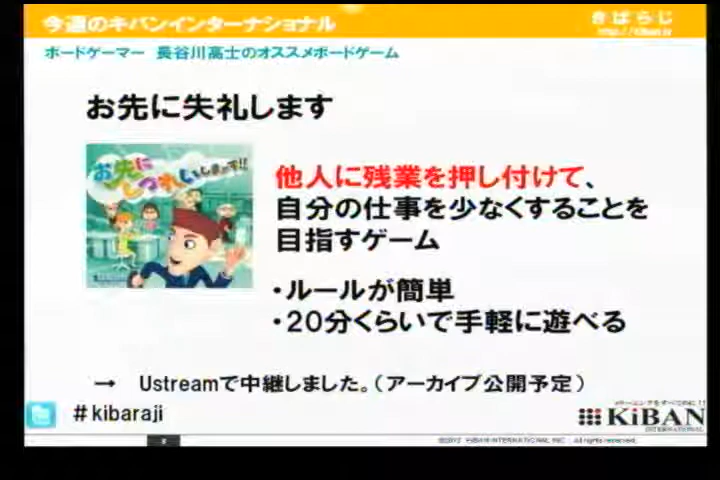 今週のキバンインターナショナル
きばらじ
ボードゲーマー 長谷川高士のオススメボードゲーム
お先に失礼します
お先に
しつれいします!!
他人に残業を押し付けて、
自分の仕事を少なくすることを
目指すゲーム
・ルールが簡単
・20分くらいで手軽に遊べる
→ Ustreamで中継しました。（アーカイブ公開予定）
#kibaraji
KiBAN
INTERNATIONAL
All rights reserved.